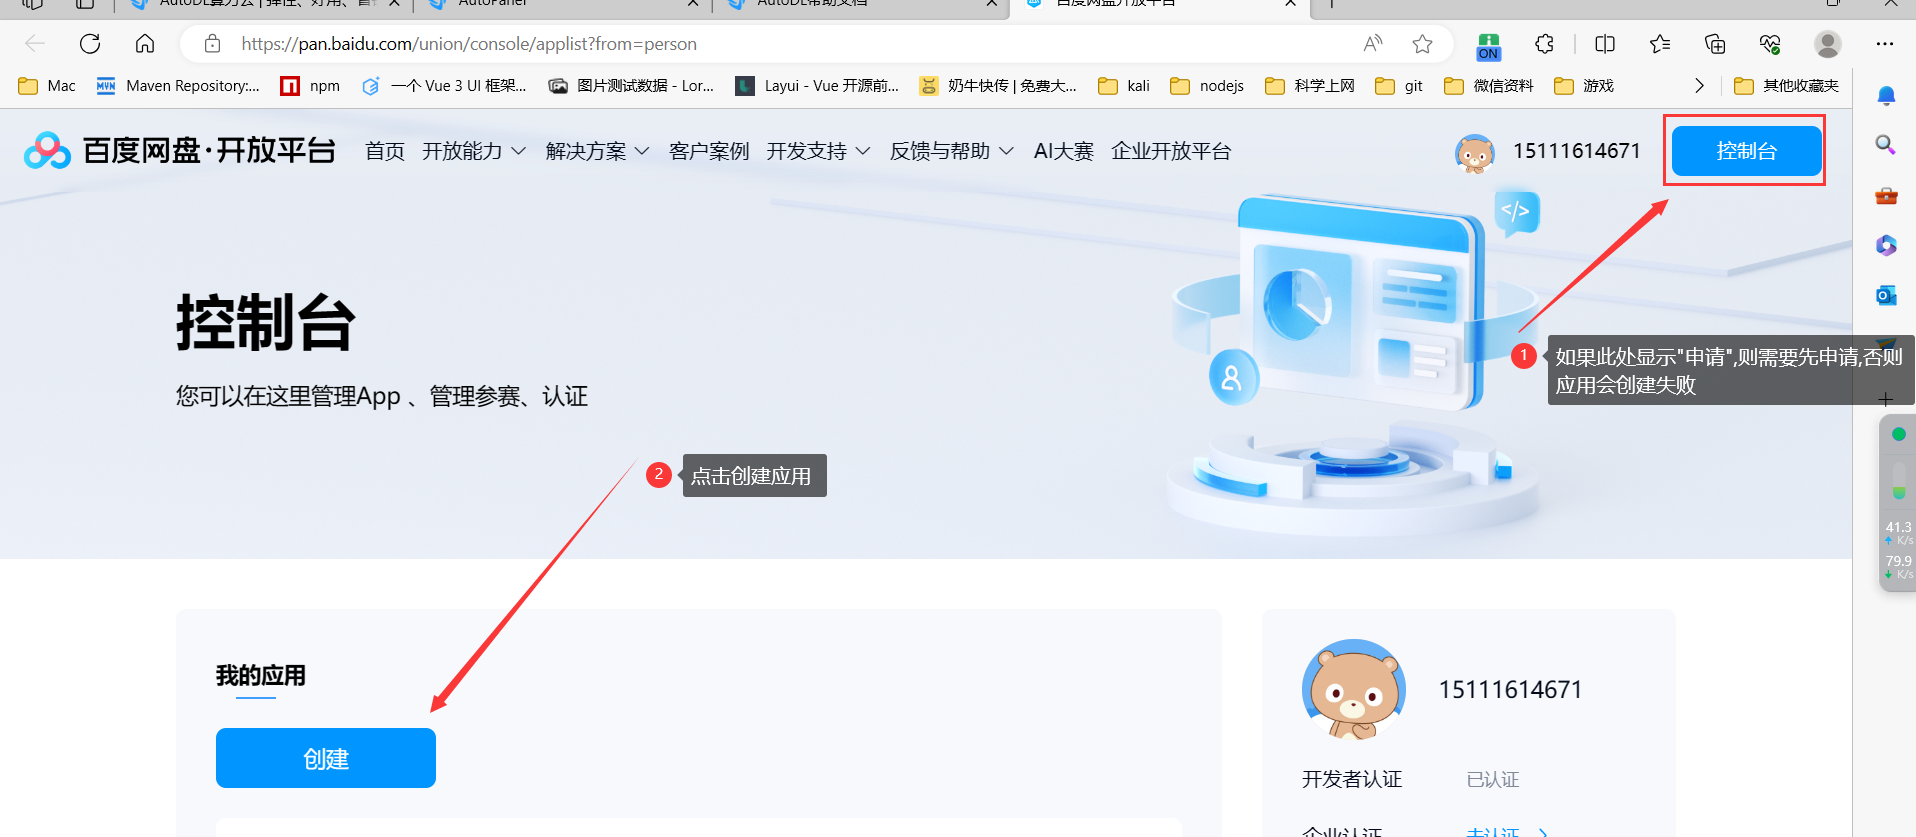 AutoDL算力云 | 弹性、好用、省钱
AutoPanel
AutoDL帮助文档
百度网盘开放平台
https://pan.baidu.com/union/console/applist?from=person
ON
Mac
Maven Repository:...
npm
一个 Vue 3 UI 框架...
图片测试数据 - Lor...
Layui - Vue 开源前...
奶牛快传 | 免费大...
kali
nodejs
科学上网
git
微信资料
游戏
其他收藏夹
百度网盘·开放平台
首页
开放能力
解决方案
客户案例
开发支持
反馈与帮助
AI大赛
企业开放平台
15111614671
控制台
</>
控制台
您可以在这里管理App 、管理参赛、认证
1
如果此处显示"申请",则需要先申请,否则
应用会创建失败
2
点击创建应用
41.3
K/s
79.9
K/s
我的应用
创建
15111614671
开发者认证
已认证
企业认证
未认证